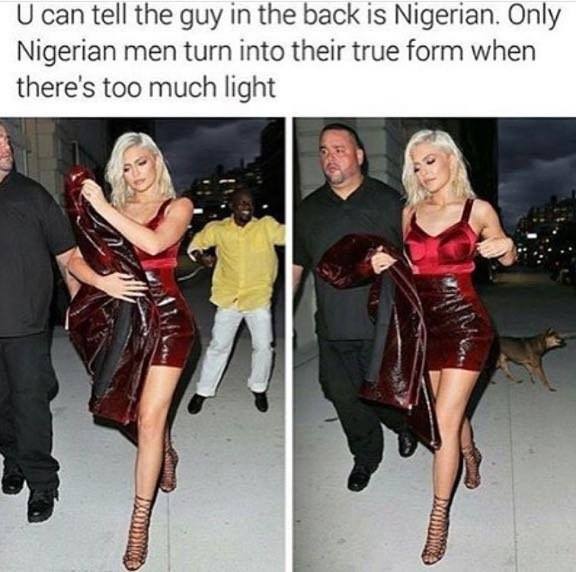 U can tell the guy in the back is Nigerian. Only
Nigerian men turn into their true form when
there's too much light